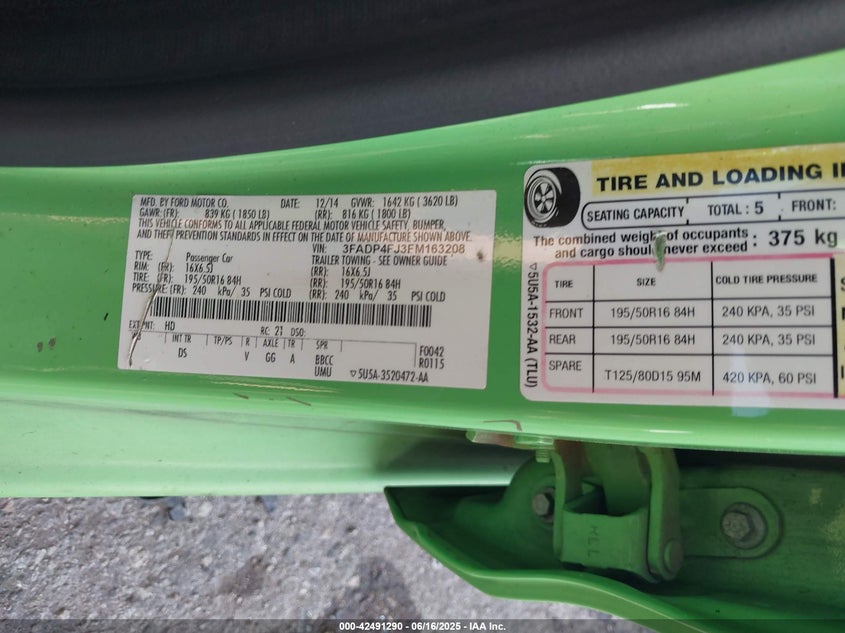 MFD. BY FORD MOTOR CO. DATE: 12/14 GVWR: 1642 KG ( 3620 LB)
GAWR:(FR): 839 KG ( 1850 LB) (RR): 816 KG ( 1800 LB)
THIS VEHICLE CONFORMS TO ALL APPLICABLE FEDERAL MOTOR VEHICLE SAFETY, BUMPER,
AND THEFT PREVENTION STANDARDS IN EFFECT ON THE DATE OF MANUFACTURE SHOWN ABOVE.
VIN: 3FADP4FJ3FM163208
TYPE: Passenger Car TRAILER TOWING - SEE OWNER GUIDE
RIM: (FR): 16X6.5J (RR): 16X6.5J
TIRE: (FR): 195/50R16 84H (RR): 195/50R16 84H
PRESSURE:(FR): 240 kPa/ 35 PSI COLD (RR): 240 kPa/ 35 PSI COLD
EXT PNT: HD RC: 21 DSO:
INT TR TP/PS R AXLE TR SPR F0042
DS V GG A BBCC R0115
UMU ▽5U5A-3520472-AA
TIRE AND LOADING I
SEATING CAPACITY TOTAL : 5 FRONT:
The combined weight of occupants
and cargo should never exceed : 375 kg
TIRE SIZE COLD TIRE PRESSURE
FRONT 195/50R16 84H 240 KPA, 35 PSI
REAR 195/50R16 84H 240 KPA, 35 PSI
SPARE T125/80D15 95M 420 KPA, 60 PSI
▽5U5A-1532-AA (TLU)
000-42491290 - 06/16/2025 - IAA Inc.